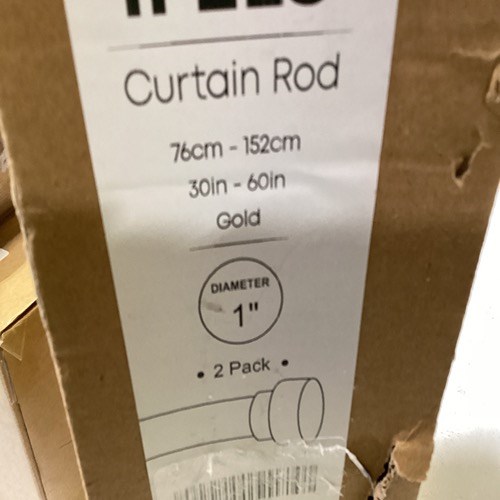 Curtain Rod
76cm - 152cm
30in - 60in
Gold
DIAMETER
1"
• 2 Pack •